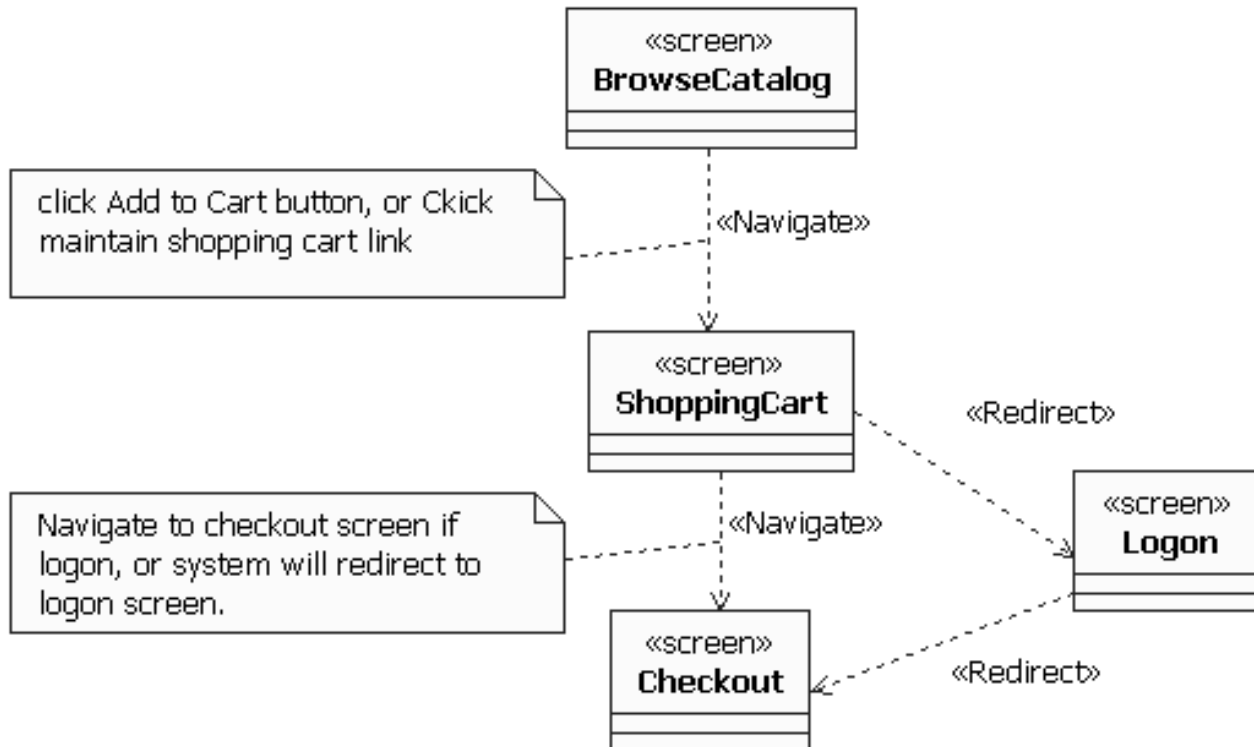 «screen»
BrowseCatalog
click Add to Cart button, or Ckick
maintain shopping cart link
«Navigate»
«screen»
ShoppingCart
«Redirect»
Navigate to checkout screen if
logon, or system will redirect to
logon screen.
«Navigate»
«screen»
Logon
«screen»
Checkout
«Redirect»